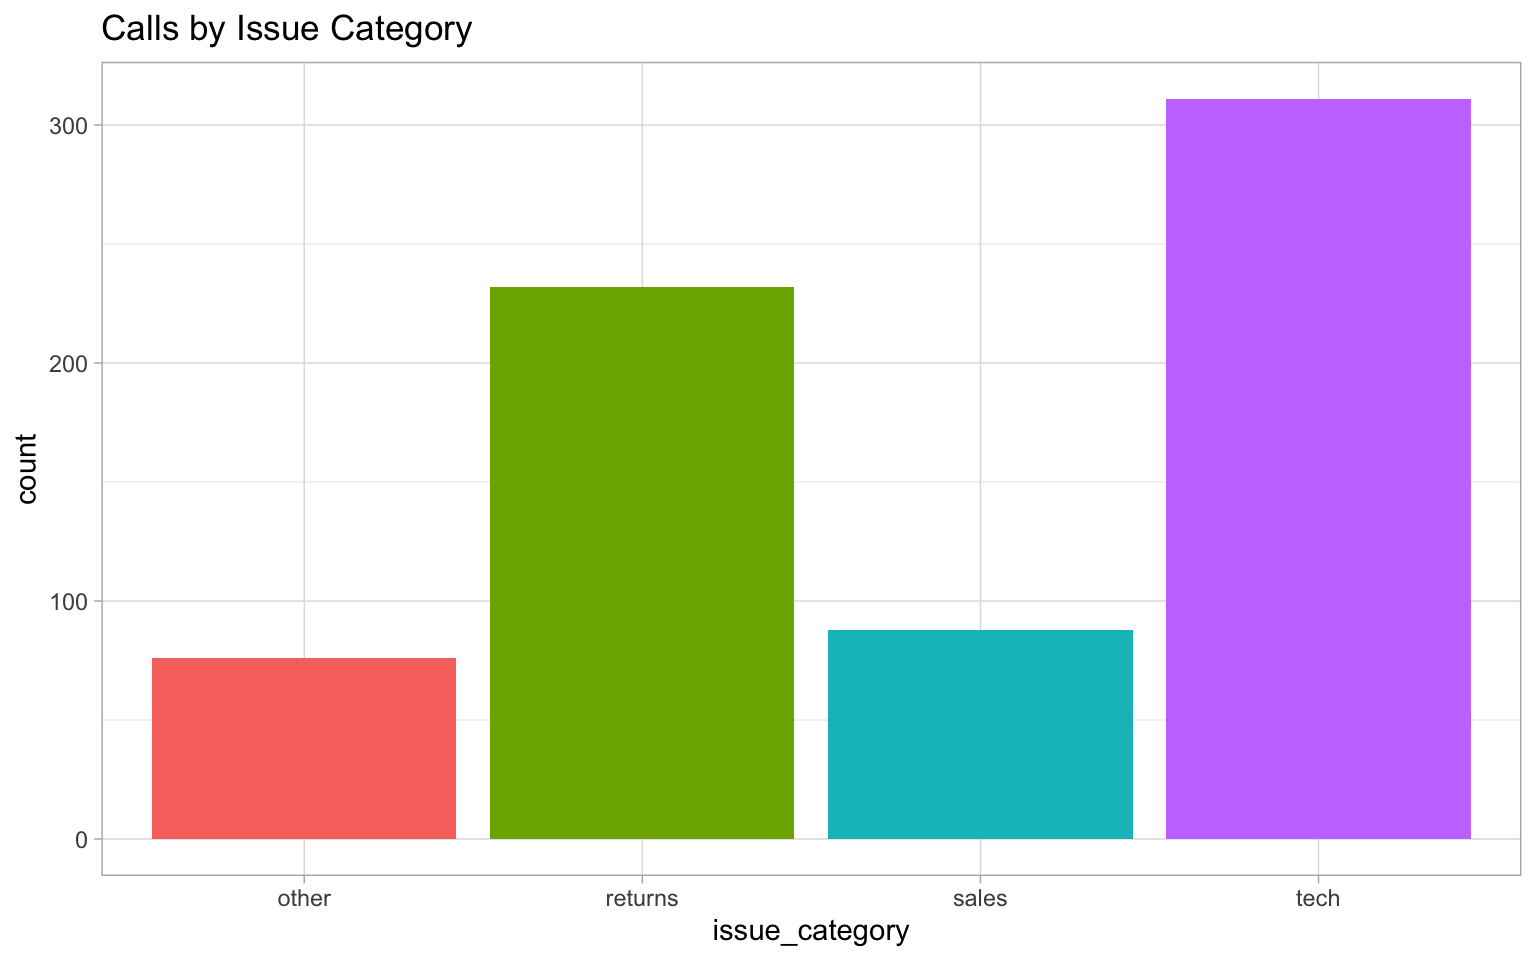 Calls by Issue Category
300
200
100
0
count
other returns sales tech
issue_category